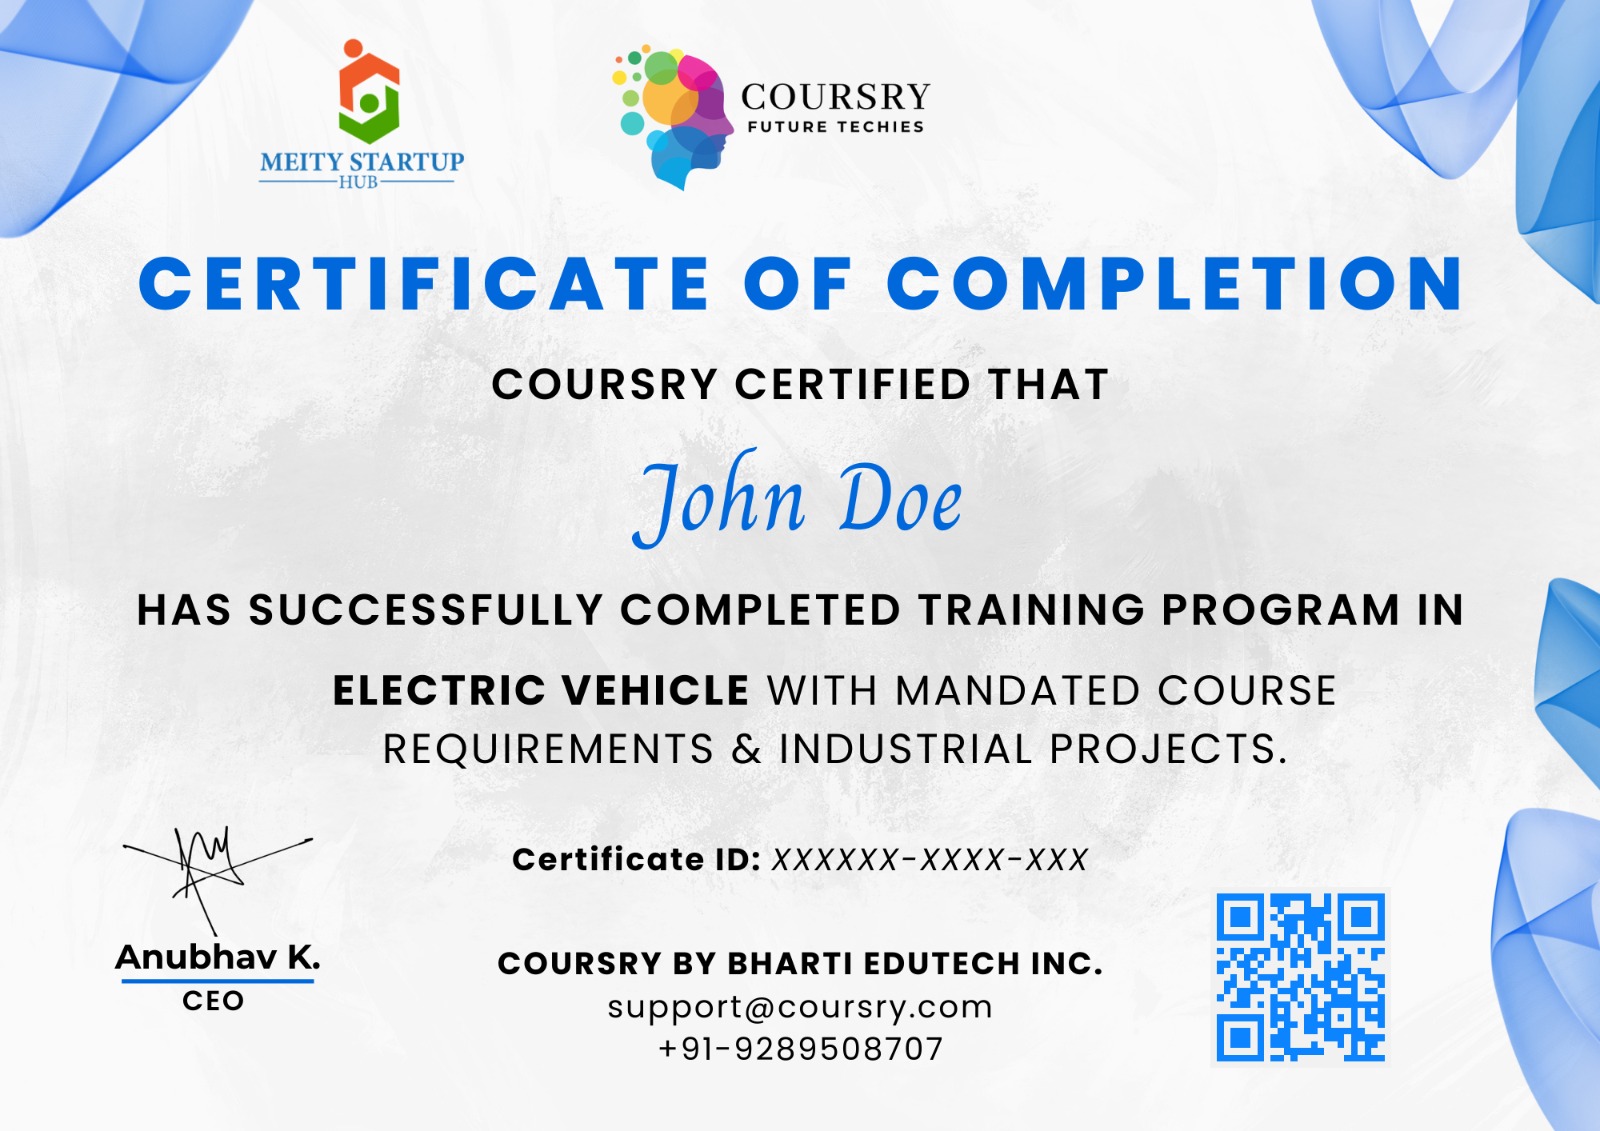 MEITY STARTUP
HUB
COURSRY
FUTURE TECHIES
CERTIFICATE OF COMPLETION
COURSRY CERTIFIED THAT
John Doe
HAS SUCCESSFULLY COMPLETED TRAINING PROGRAM IN
ELECTRIC VEHICLE WITH MANDATED COURSE
REQUIREMENTS & INDUSTRIAL PROJECTS.
Certificate ID: XXXXXX-XXXX-XXX
Anubhav K.
CEO
COURSRY BY BHARTI EDUTECH INC.
support@coursry.com
+91-9289508707